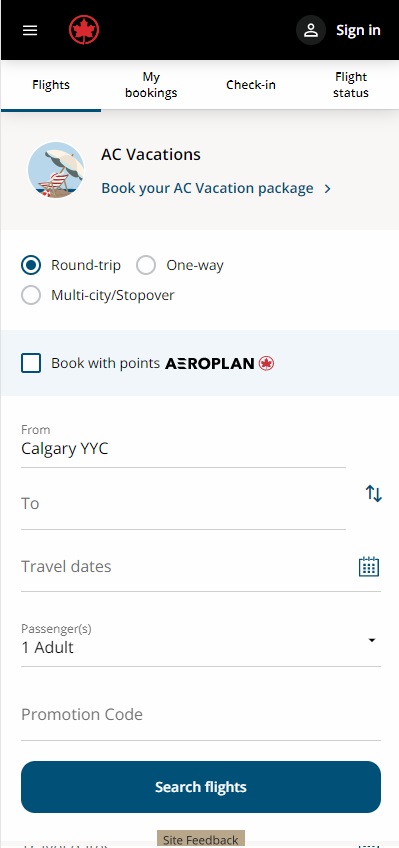 Sign in
Flights
My bookings
Check-in
Flight status
AC Vacations
Book your AC Vacation package
Round-trip
One-way
Multi-city/Stopover
Book with points AEROPLAN
From
Calgary YYC
To
Travel dates
Passenger(s)
1 Adult
Promotion Code
Search flights
Site Feedback